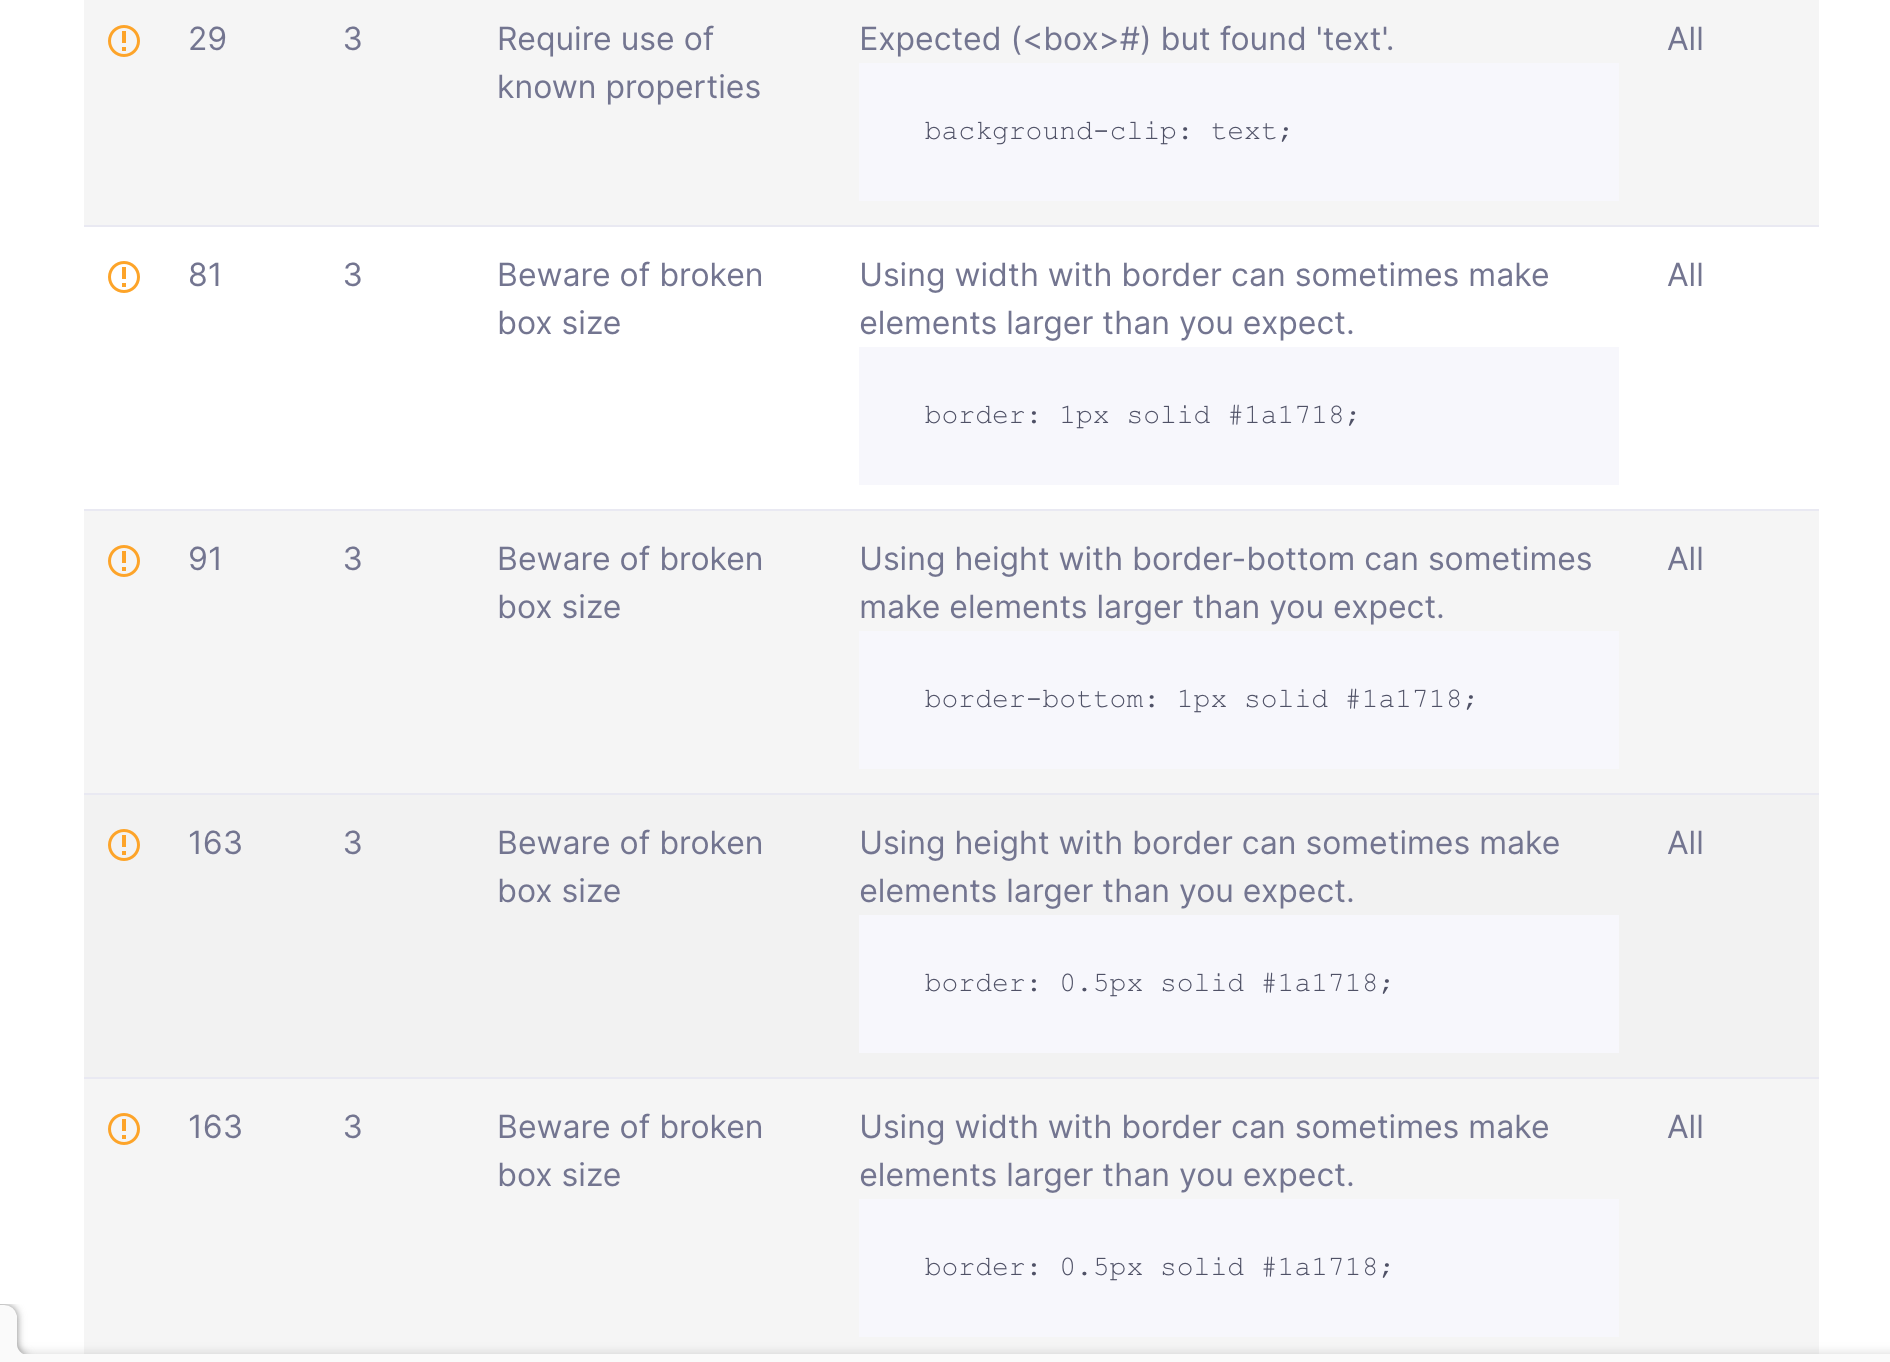 29 3 Require use of Expected (<box>#) but found 'text'. All
known properties
background-clip: text;
81 3 Beware of broken Using width with border can sometimes make All
box size elements larger than you expect.
border: 1px solid #1a1718;
91 3 Beware of broken Using height with border-bottom can sometimes All
box size make elements larger than you expect.
border-bottom: 1px solid #1a1718;
163 3 Beware of broken Using height with border can sometimes make All
box size elements larger than you expect.
border: 0.5px solid #1a1718;
163 3 Beware of broken Using width with border can sometimes make All
box size elements larger than you expect.
border: 0.5px solid #1a1718;